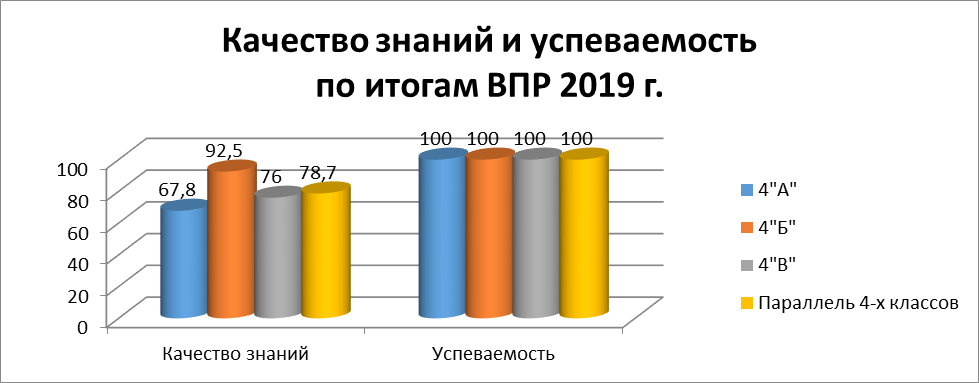 Качество знаний и успеваемость
по итогам ВПР 2019 г.
100
80
60
40
20
0
67,8
92,5
76
78,7
100
100
100
100
Качество знаний
Успеваемость
4"А"
4"Б"
4"В"
Параллель 4-х классов